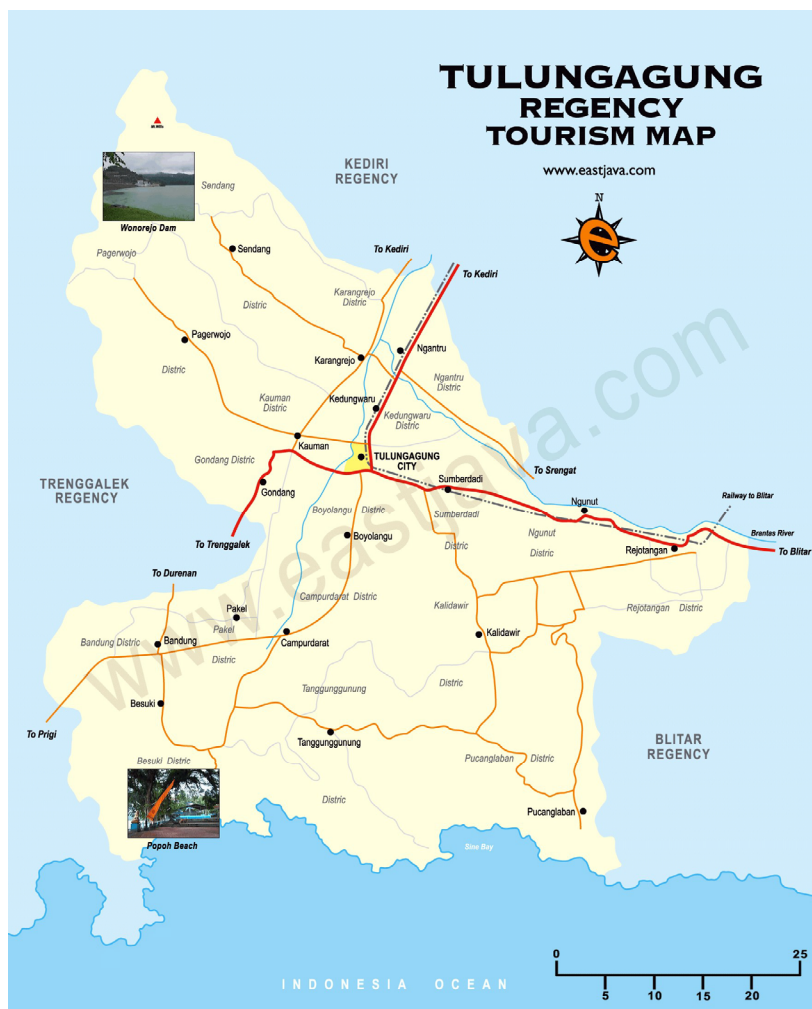 TULUNGAGUNG
REGENCY
TOURISM MAP
www.eastjava.com
N
e
KEDIRI
REGENCY
Sendang
Wonorejo Dam
Pagerwojo
Sendang
To Kediri
To Kediri
Karangrejo
Distric
Distric
Pagerwojo
Ngantru
Karangrejo
Distric
Ngantru
Distric
Kauman
Distric
Kedungwaru
Kedungwaru
Distric
Kauman
TULUNGAGUNG
CITY
Gondang District
To Srengat
TRENGGALEK
REGENCY
Gondang
Sumberdadi
Ngunut
Railway to Blitar
Boyolangu Distric
Sumberdadi
Distric
Ngunut
Distric
Brantas River
To Trenggalek
Boyolangu
Rejotangan
To Blitar
To Durenan
Campurdarat Distric
Kalidawir
Rejotangan Distric
Pakel
Pakel
Distric
Bandung Distric
Bandung
Campurdarat
Kalidawir
Distric
Tanggunggunung
Besuki
To Prigi
Tanggunggunung
BLITAR
REGENCY
Besuki Distric
Pucanglaban Distric
Distric
Pucanglaban
Popoh Beach
Sine Bay
INDONESIA OCEAN
0 25
5 10 15 20
www.eastjava.com